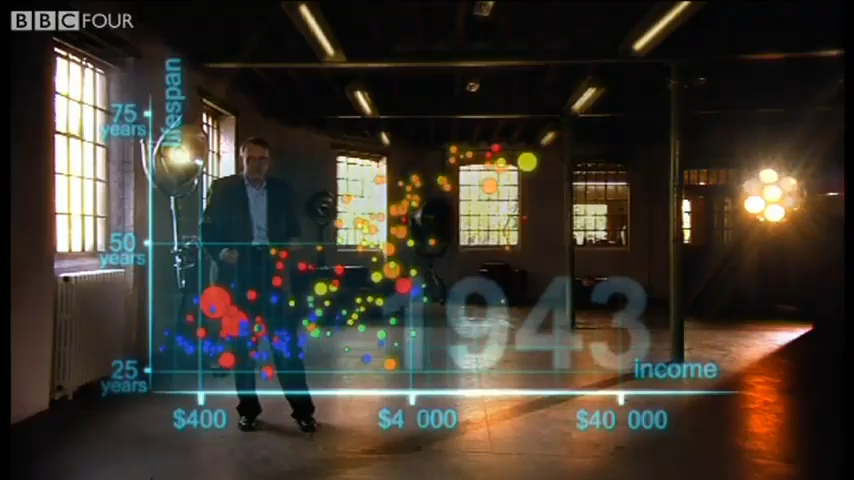 BBC FOUR
lifespan
75
years
50
years
25
years
1943
income
$400
$4 000
$40 000